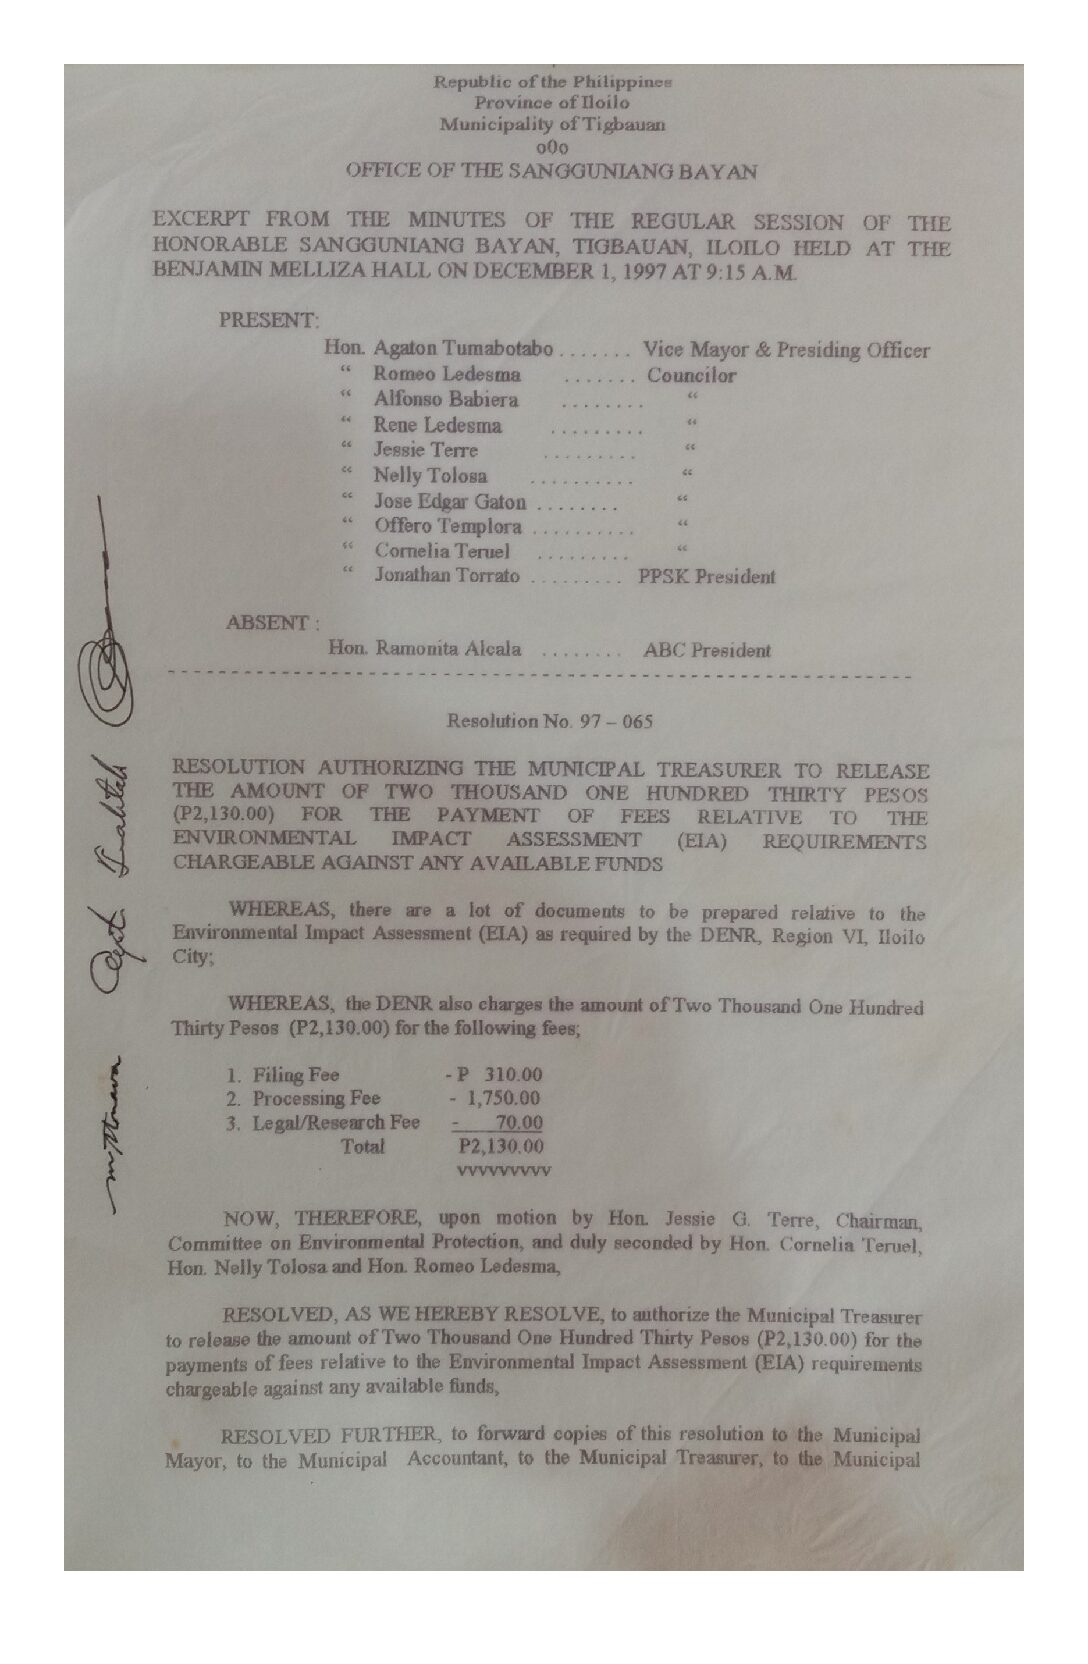 Republic of the Philippines
Province of Iloilo
Municipality of Tigbauan
o0o
OFFICE OF THE SANGGUNIANG BAYAN
EXCERPT FROM THE MINUTES OF THE REGULAR SESSION OF THE
HONORABLE SANGGUNIANG BAYAN, TIGBAUAN, ILOILO HELD AT THE
BENJAMIN MELLIZA HALL ON DECEMBER 1, 1997 AT 9:15 A.M.
PRESENT:
Hon. Agaton Tumabotabo ....... Vice Mayor & Presiding Officer
“ Romeo Ledesma ....... Councilor
“ Alfonso Babiera ........ “
“ Rene Ledesma ......... “
“ Jessie Terre ......... “
“ Nelly Tolosa .......... “
“ Jose Edgar Gaton ........ “
“ Offero Templora .......... “
“ Cornelia Teruel ......... “
“ Jonathan Torrato ......... PPSK President
ABSENT :
Hon. Ramonita Alcala ........ ABC President
------------------------------------------------------------
Resolution No. 97 – 065
RESOLUTION AUTHORIZING THE MUNICIPAL TREASURER TO RELEASE
THE AMOUNT OF TWO THOUSAND ONE HUNDRED THIRTY PESOS
(P2,130.00) FOR THE PAYMENT OF FEES RELATIVE TO THE
ENVIRONMENTAL IMPACT ASSESSMENT (EIA) REQUIREMENTS
CHARGEABLE AGAINST ANY AVAILABLE FUNDS
WHEREAS, there are a lot of documents to be prepared relative to the
Environmental Impact Assessment (EIA) as required by the DENR, Region VI, Iloilo
City;
WHEREAS, the DENR also charges the amount of Two Thousand One Hundred
Thirty Pesos (P2,130.00) for the following fees;
1. Filing Fee - P 310.00
2. Processing Fee - 1,750.00
3. Legal/Research Fee - 70.00
Total P2,130.00
vvvvvvvvv
NOW, THEREFORE, upon motion by Hon. Jessie G. Terre, Chairman,
Committee on Environmental Protection, and duly seconded by Hon. Cornelia Teruel,
Hon. Nelly Tolosa and Hon. Romeo Ledesma,
RESOLVED, AS WE HEREBY RESOLVE, to authorize the Municipal Treasurer
to release the amount of Two Thousand One Hundred Thirty Pesos (P2,130.00) for the
payments of fees relative to the Environmental Impact Assessment (EIA) requirements
chargeable against any available funds,
RESOLVED FURTHER, to forward copies of this resolution to the Municipal
Mayor, to the Municipal Accountant, to the Municipal Treasurer, to the Municipal